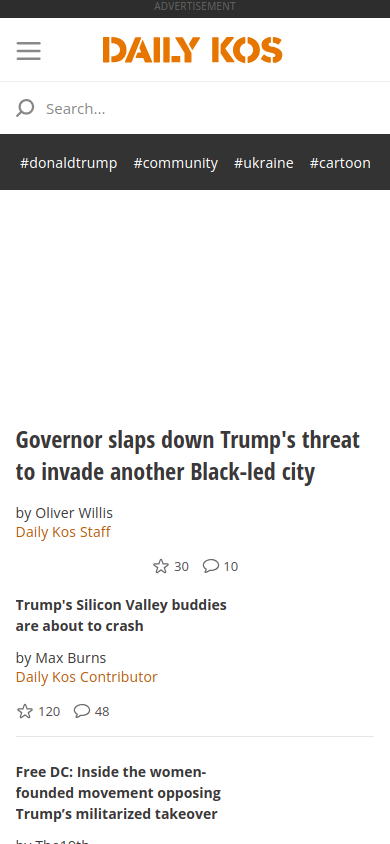 ADVERTISEMENT
DAILY KOS
Search...
#donaldtrump #community #ukraine #cartoon
Governor slaps down Trump's threat
to invade another Black-led city
by Oliver Willis
Daily Kos Staff
30 10
Trump's Silicon Valley buddies
are about to crash
by Max Burns
Daily Kos Contributor
120 48
Free DC: Inside the women-
founded movement opposing
Trump’s militarized takeover
by The19th